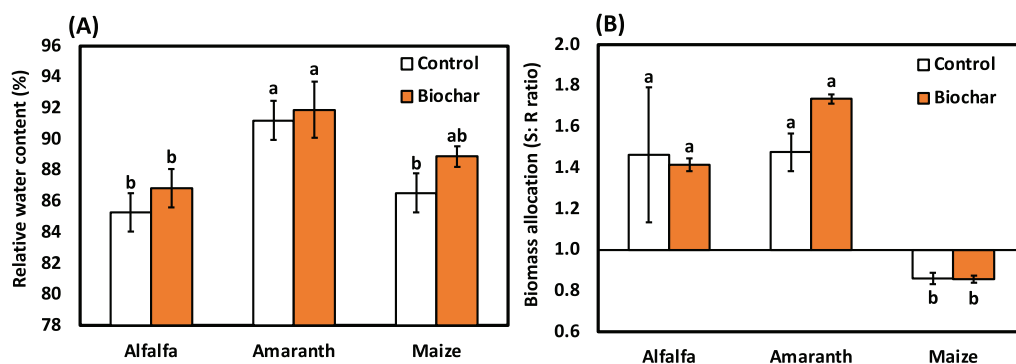 (A)
Relative water content (%)
96
94
92
90
88
86
84
82
80
78
Control
Biochar
b
b
a
a
b
ab
Alfalfa
Amaranth
Maize
(B)
Biomass allocation (S: R ratio)
2.0
1.8
1.6
1.4
1.2
1.0
0.8
0.6
Control
Biochar
a
a
a
a
b
b
Alfalfa
Amaranth
Maize